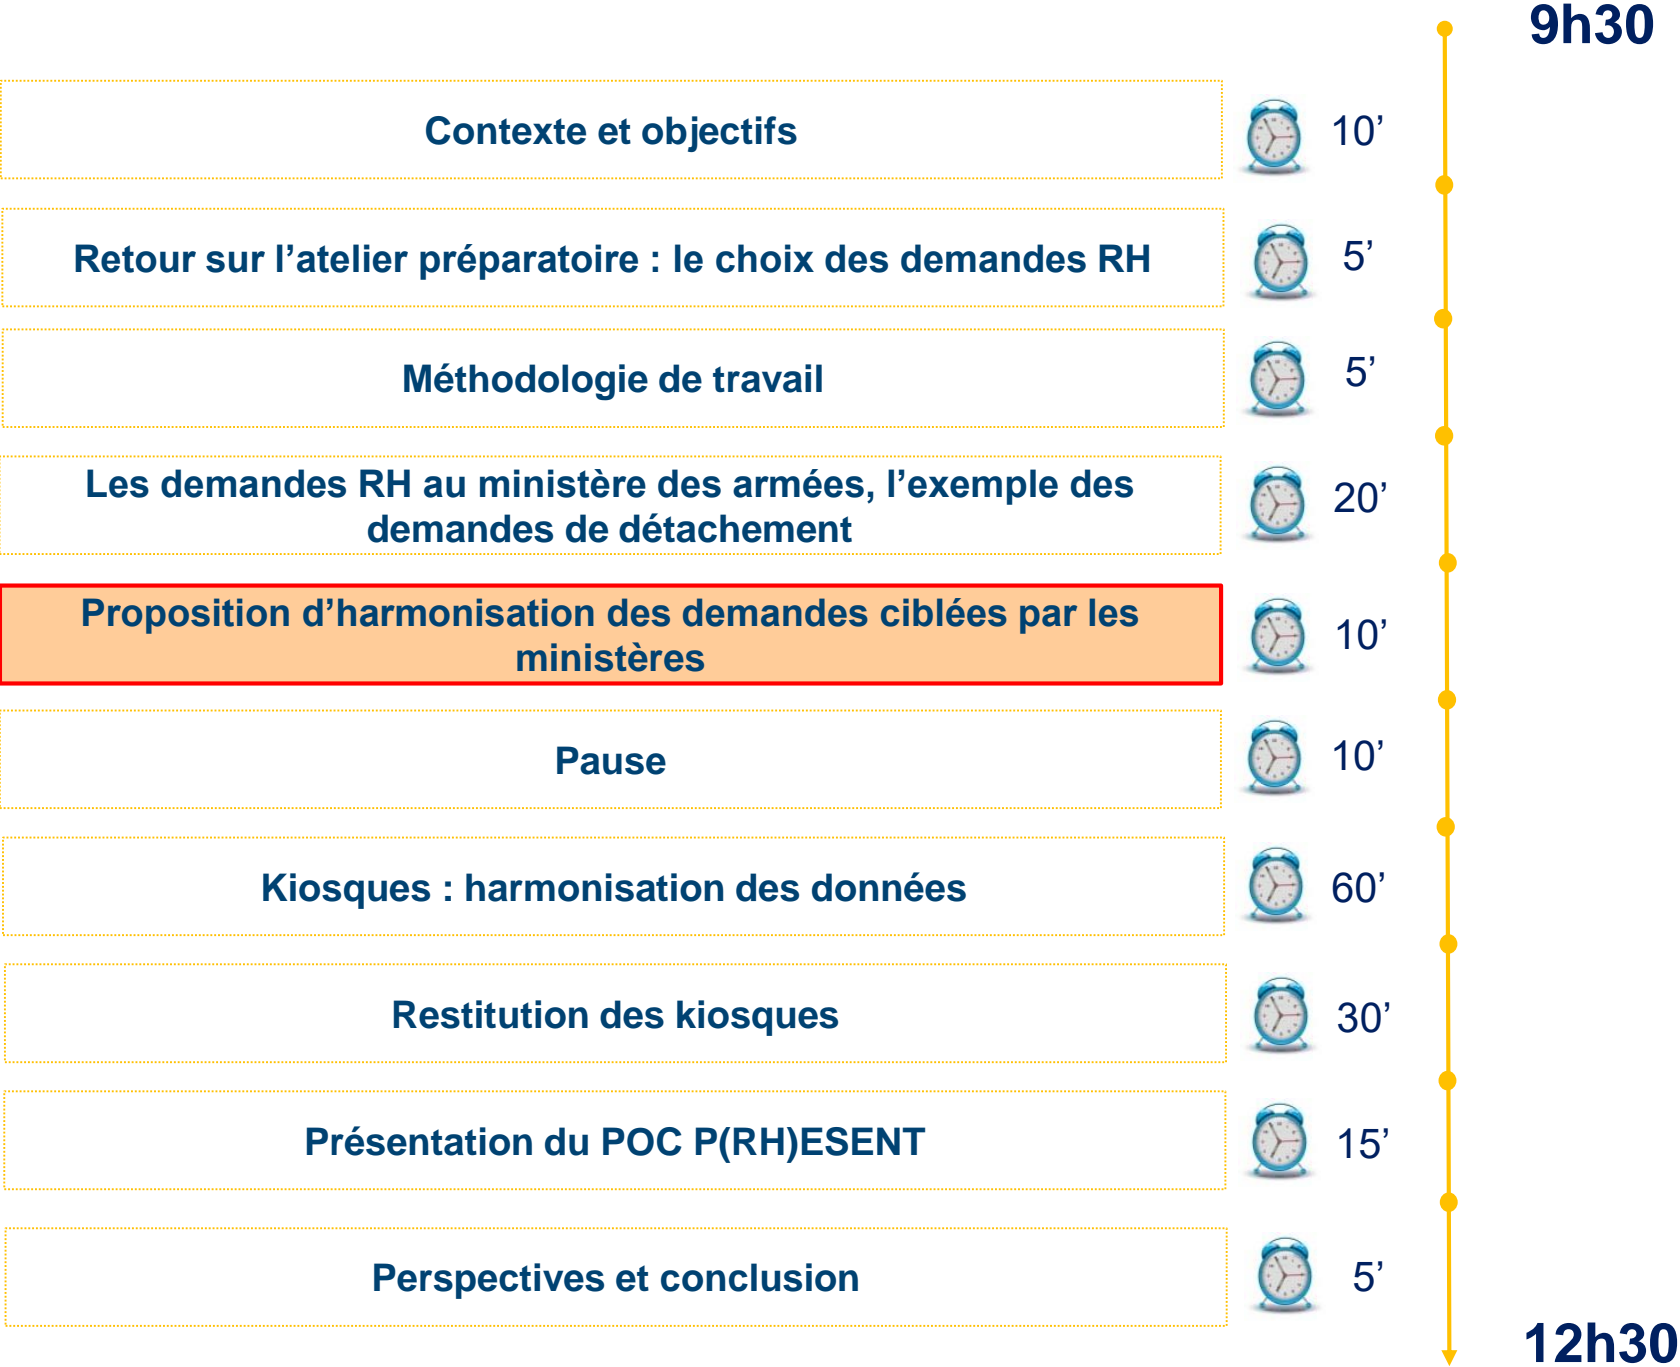 9h30
Contexte et objectifs
10’
Retour sur l’atelier préparatoire : le choix des demandes RH
5’
Méthodologie de travail
5’
Les demandes RH au ministère des armées, l’exemple des
demandes de détachement
20’
Proposition d’harmonisation des demandes ciblées par les
ministères
10’
Pause
10’
Kiosques : harmonisation des données
60’
Restitution des kiosques
30’
Présentation du POC P(RH)ESENT
15’
Perspectives et conclusion
5’
12h30